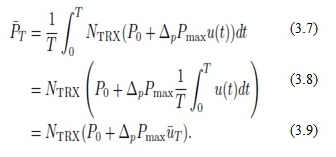 P̄_T = 1/T ∫_0^T N_TRX(P_0 + Δ_p P_max u(t))dt (3.7)
= N_TRX (P_0 + Δ_p P_max 1/T ∫_0^T u(t)dt) (3.8)
= N_TRX(P_0 + Δ_p P_max ū_T). (3.9)